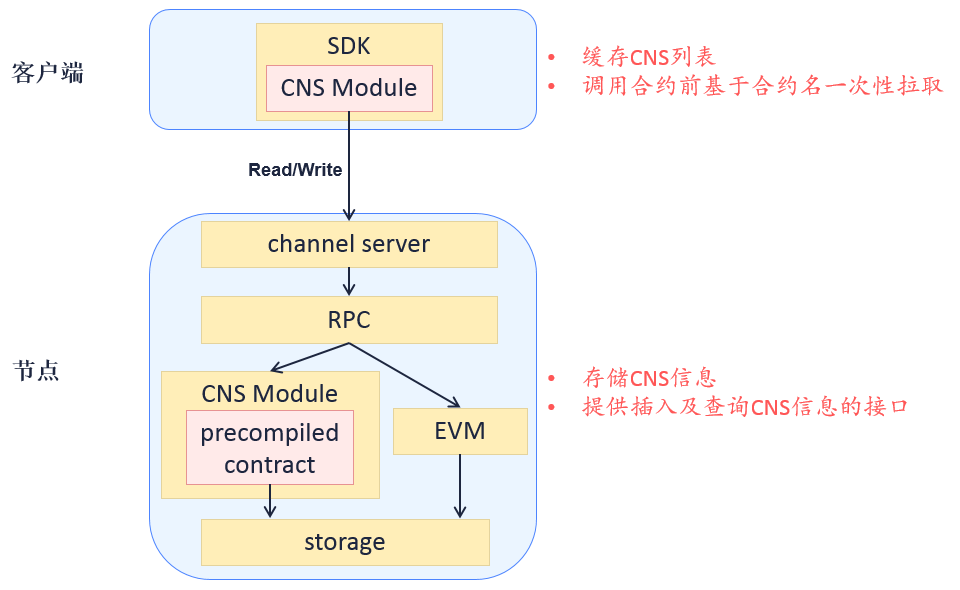 客户端
SDK
CNS Module
• 缓存CNS列表
• 调用合约前基于合约名一次性拉取
Read/Write
channel server
RPC
节点
CNS Module
precompiled
contract
EVM
storage
• 存储CNS信息
• 提供插入及查询CNS信息的接口